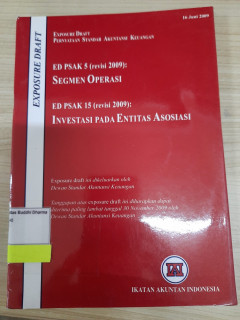 16 Juni 2009
EXPOSURE DRAFT
EXPOSURE DRAFT
PERNYATAAN STANDAR AKUNTANSI KEUANGAN
ED PSAK 5 (revisi 2009):
SEGMEN OPERASI
ED PSAK 15 (revisi 2009):
INVESTASI PADA ENTITAS ASOSIASI
Exposure draft ini dikeluarkan oleh
Dewan Standar Akuntansi Keuangan
Tanggapan atas exposure draft ini diharapkan dapat
diterima paling lambat tanggal 30 November 2009 oleh
Dewan Standar Akuntansi Keuangan
IKATAN AKUNTAN INDONESIA